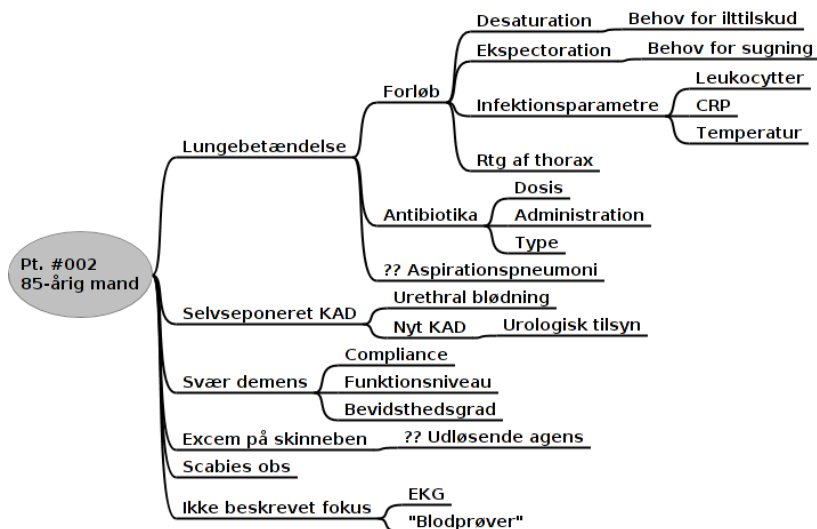 Pt. #002
85-årig mand
Lungebetændelse
Forløb
Desaturation
Behov for ilttilskud
Ekspectoration
Behov for sugning
Infektionsparametre
Leukocytter
CRP
Temperatur
Rtg af thorax
Antibiotika
Dosis
Administration
Type
?? Aspirationspneumoni
Selvseponeret KAD
Urethral blødning
Nyt KAD
Urologisk tilsyn
Svær demens
Compliance
Funktionsniveau
Bevidsthedsgrad
Excem på skinneben
?? Udløsende agens
Scabies obs
Ikke beskrevet fokus
EKG
"Blodprøver"